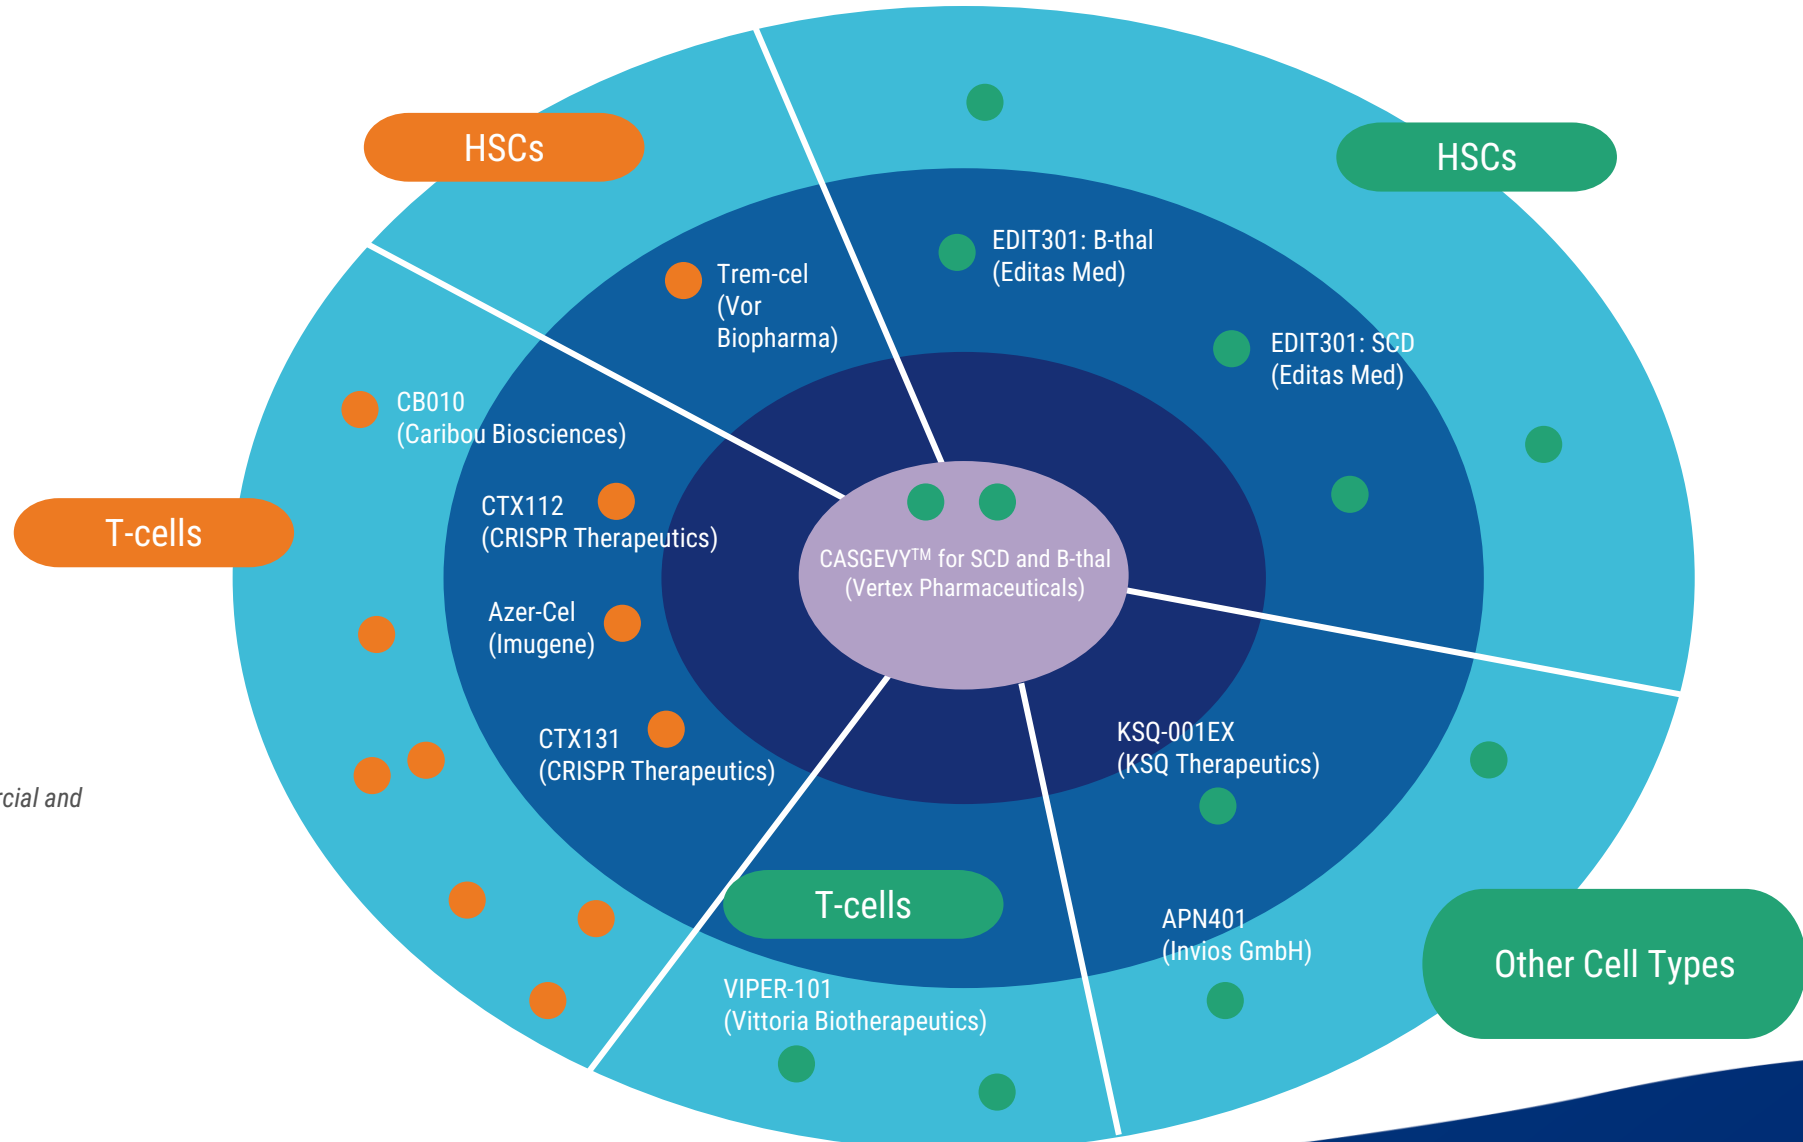 HSCs
HSCs
EDIT301: B-thal
(Editas Med)
Trem-cel
(Vor
Biopharma)
EDIT301: SCD
(Editas Med)
CB010
(Caribou Biosciences)
CTX112
(CRISPR Therapeutics)
T-cells
CASGEVY™ for SCD and B-thal
(Vertex Pharmaceuticals)
Azer-Cel
(Imugene)
CTX131
(CRISPR Therapeutics)
KSQ-001EX
(KSQ Therapeutics)
and
T-cells
APN401
(Invios GmbH)
Other Cell Types
VIPER-101
(Vittoria Biotherapeutics)